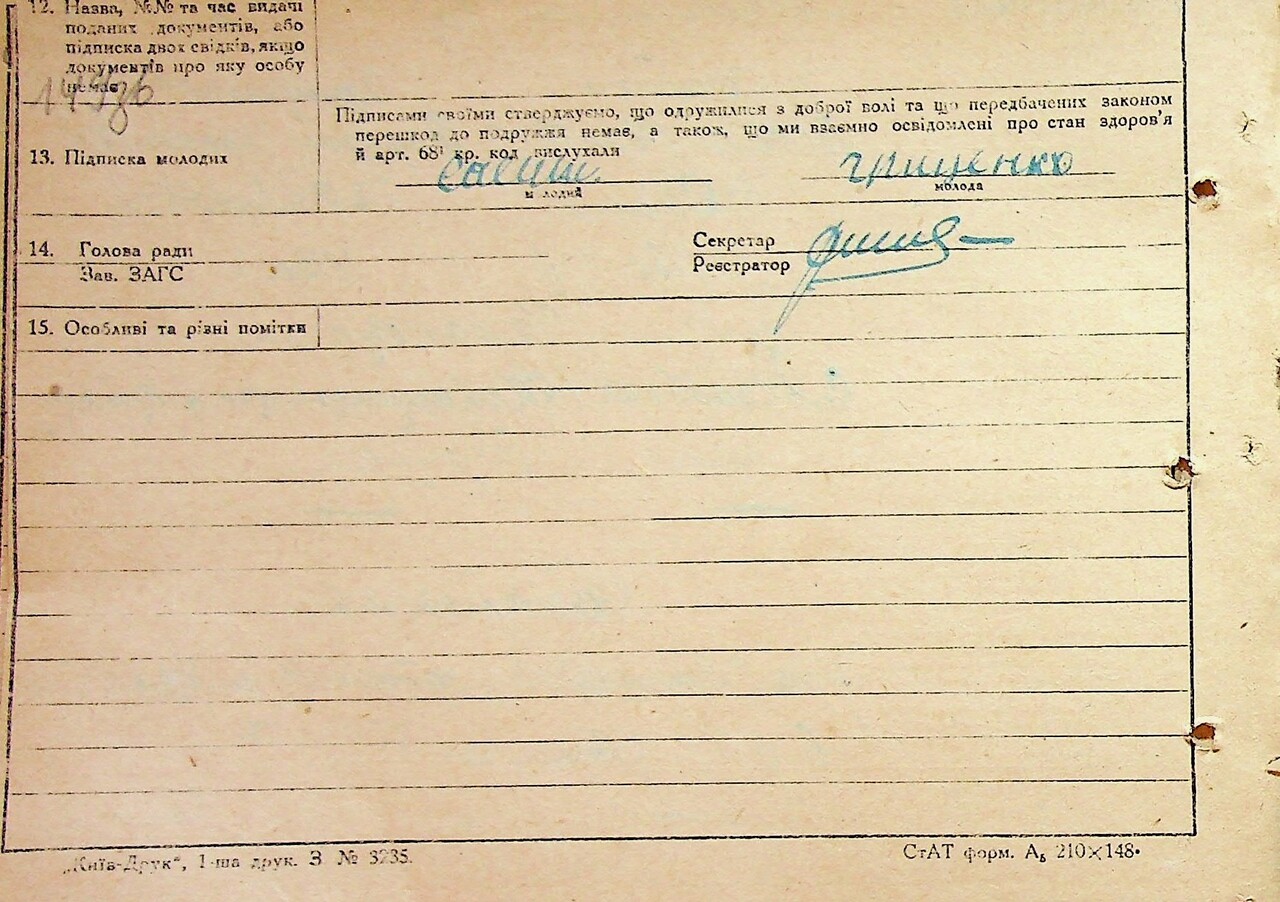 12. Назва, №№ та час видачі
поданих документів, або
підписка двох свідків, якщо
документів про яку особу
немає
149зв
Підписами своїми стверджуємо, що одружилися з доброї волі та що передбачених законом
перешкод до подружжя немає, а також, що ми взаємно освідомлені про стан здоров'я
й арт. 68¹ кр. код вислухали
13. Підписка молодих
Гриценко
молодий
молода
14. Голова ради
Секретар
Зав. ЗАГС
Реєстратор
15. Особливі та різні помітки
„Київ-Друк“, 1-ша друк. З № 3235.
СтАТ форм. А₅ 210×148.